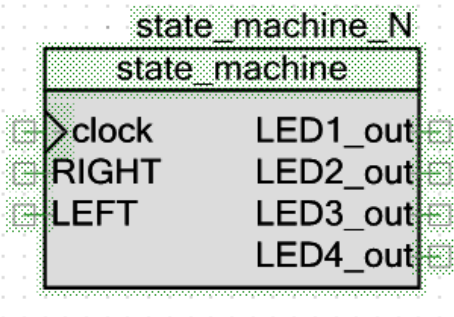 state_machine_N
state_machine
clock LED1_out
RIGHT LED2_out
LEFT LED3_out
LED4_out